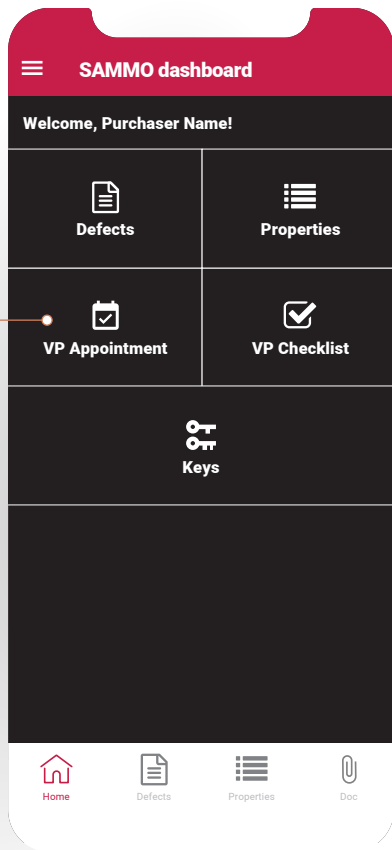 SAMMO dashboard
Welcome, Purchaser Name!
Defects
Properties
VP Appointment
VP Checklist
Keys
Home
Defects
Properties
Doc